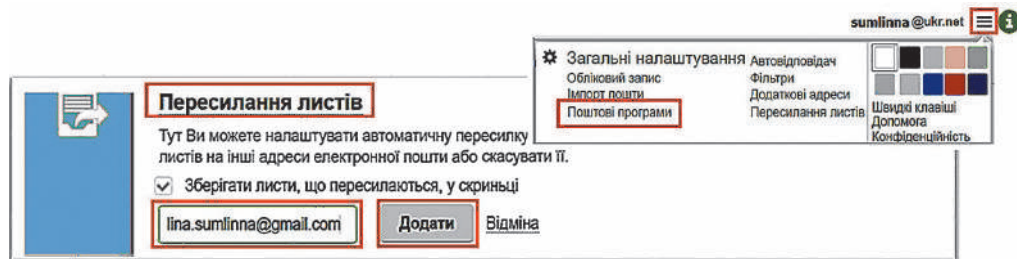 sumlinna @ukr.net
Загальні налаштування
Обліковий запис
Імпорт пошти
Поштові програми
Автовідповідач
Фільтри
Додаткові адреси
Пересилання листів
Швидкі клавіші
Допомога
Конфіденційність
Пересилання листів
Тут Ви можете налаштувати автоматичну пересилку
листів на інші адреси електронної пошти або скасувати її.
Зберігати листи, що пересилаються, у скриньці
lina.sumlinna@gmail.com
Додати
Відміна